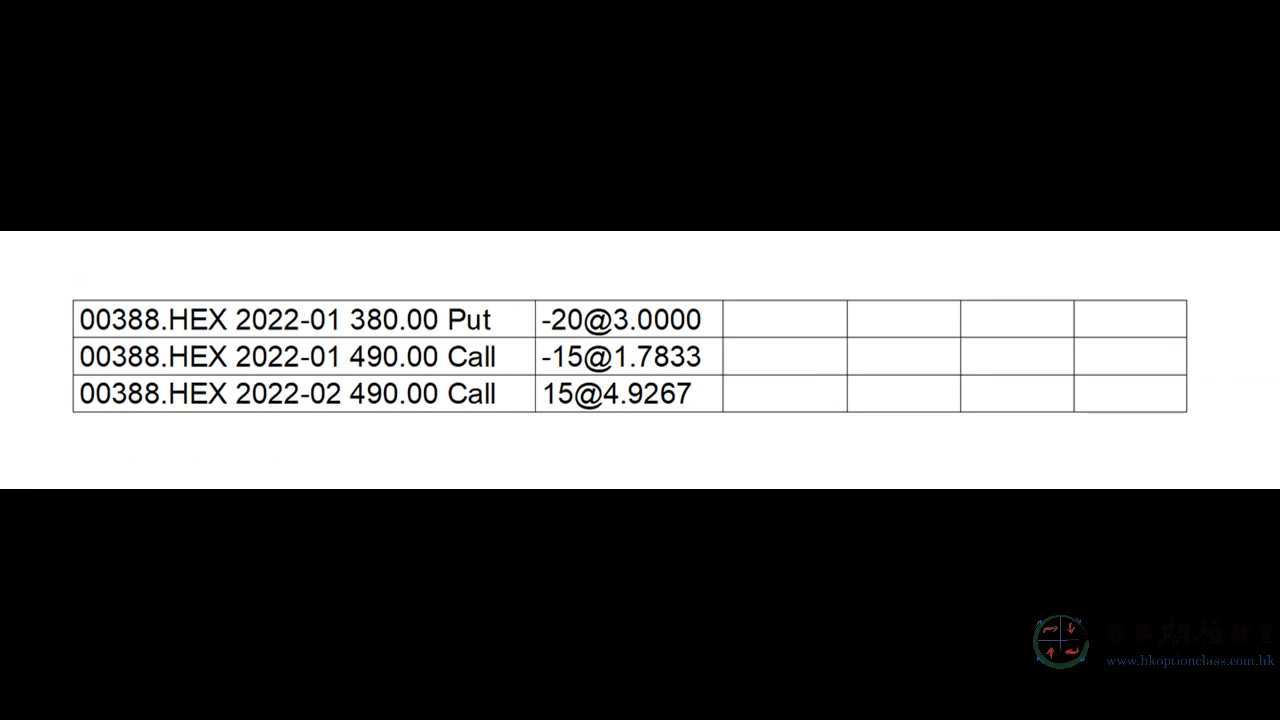 00388.HEX 2022-01 380.00 Put -20@3.0000
00388.HEX 2022-01 490.00 Call -15@1.7833
00388.HEX 2022-02 490.00 Call 15@4.9267
www.hkoptionclass.com.hk